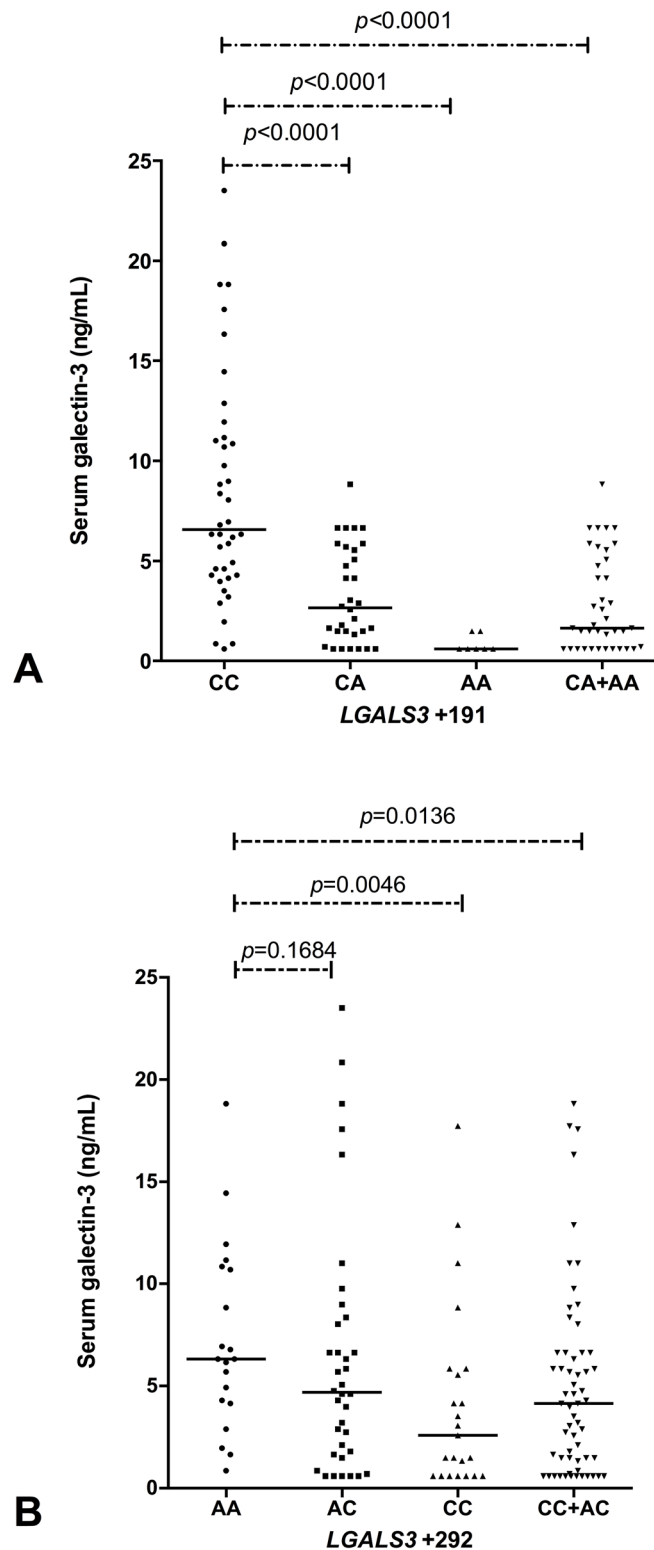 p<0.0001
p<0.0001
p<0.0001
25
20
15
10
5
0
Serum galectin-3 (ng/mL)
CC CA AA CA+AA
A
LGALS3 +191
p=0.0136
p=0.0046
p=0.1684
25
20
15
10
5
0
Serum galectin-3 (ng/mL)
AA AC CC CC+AC
B
LGALS3 +292